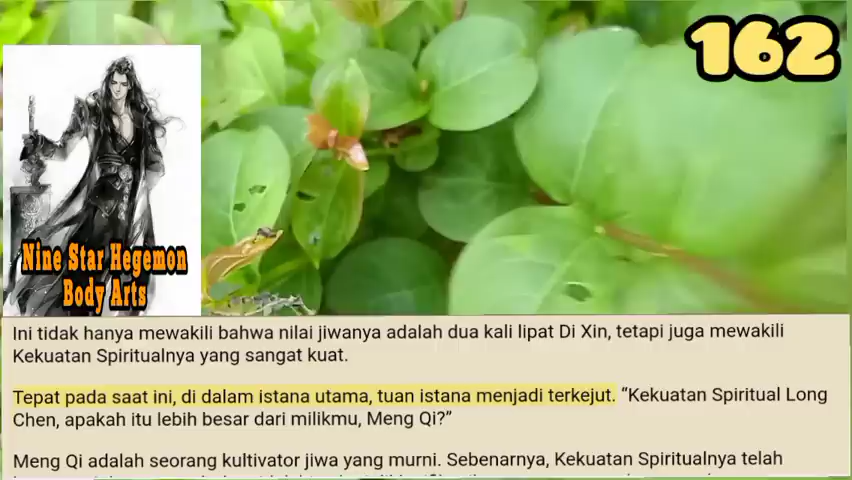 162
Nine Star Hegemon
Body Arts
Ini tidak hanya mewakili bahwa nilai jiwanya adalah dua kali lipat Di Xin, tetapi juga mewakili
Kekuatan Spiritualnya yang sangat kuat.
Tepat pada saat ini, di dalam istana utama, tuan istana menjadi terkejut. “Kekuatan Spiritual Long
Chen, apakah itu lebih besar dari milikmu, Meng Qi?”
Meng Qi adalah seorang kultivator jiwa yang murni. Sebenarnya, Kekuatan Spiritualnya telah